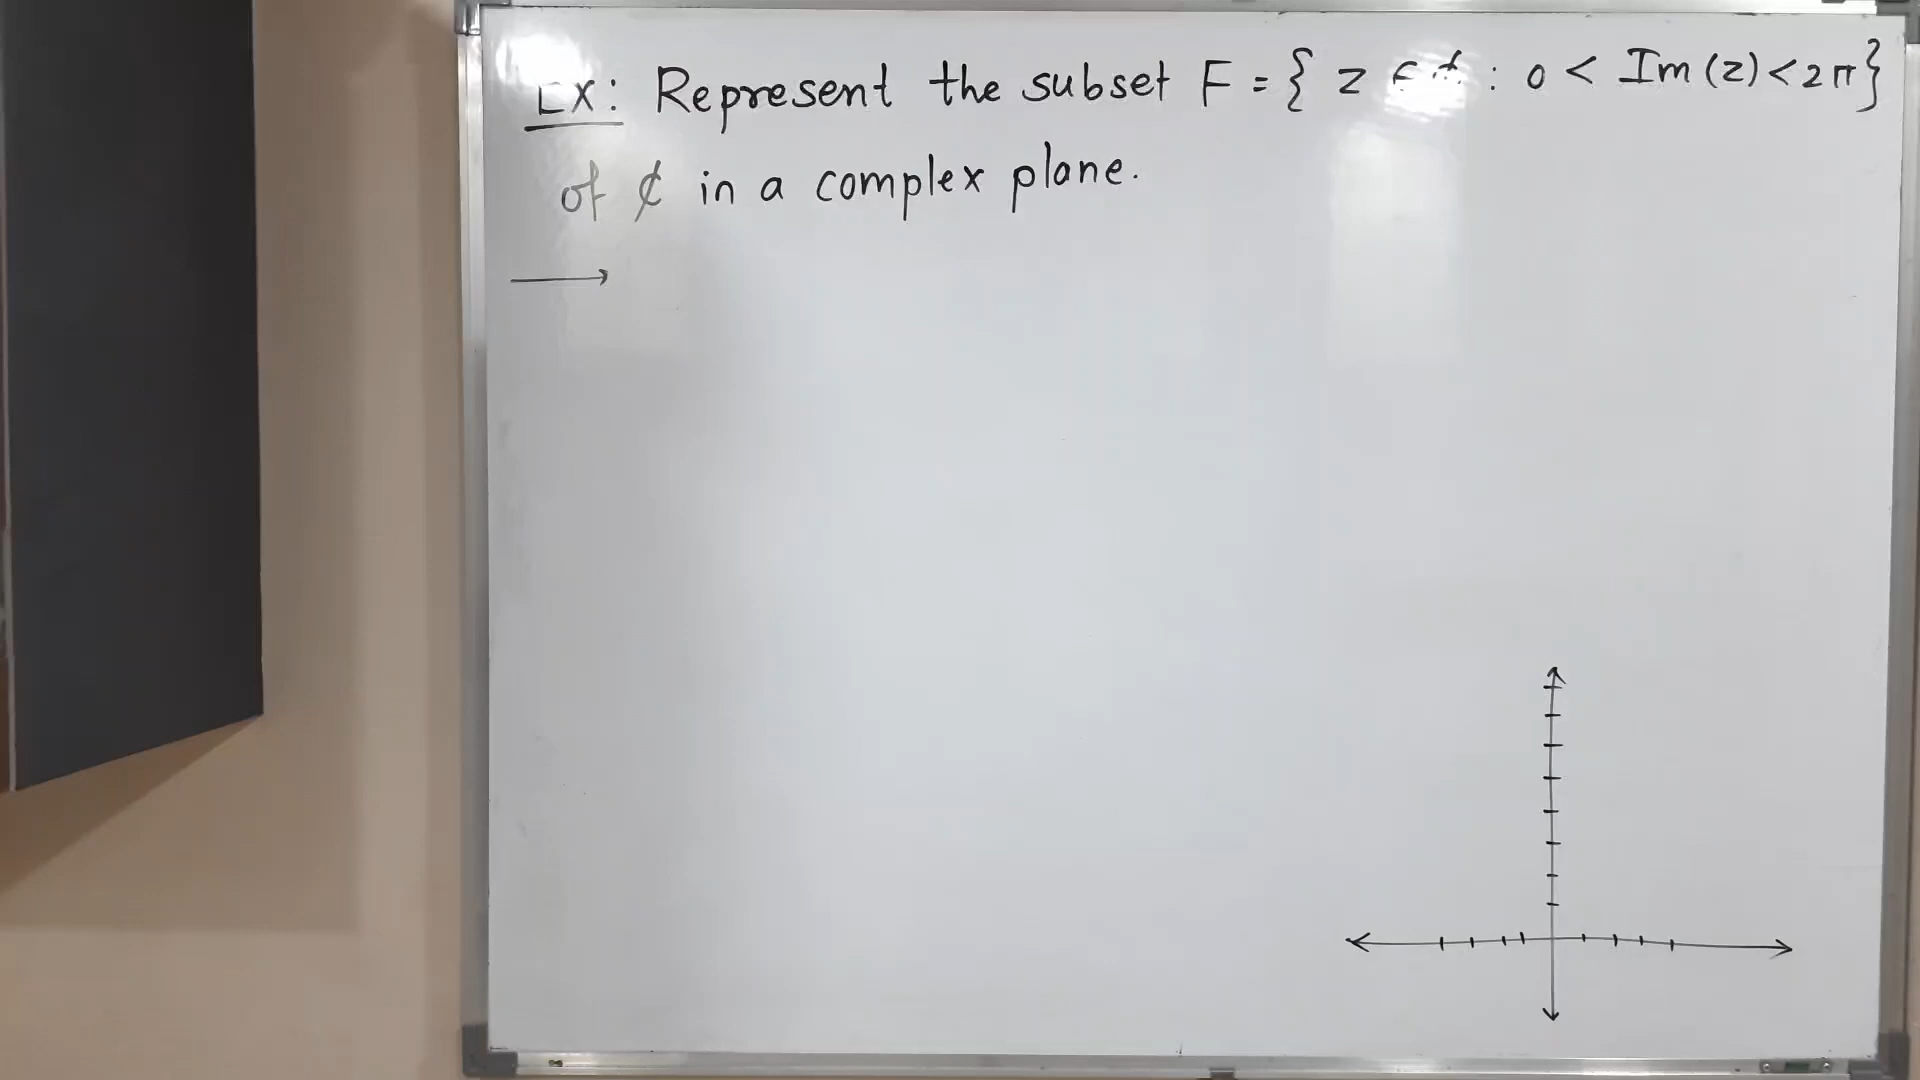 Ex: Represent the subset F = { z ∈ ₵ : 0 < Im (z) < 2π }
of ₵ in a complex plane.
⟶